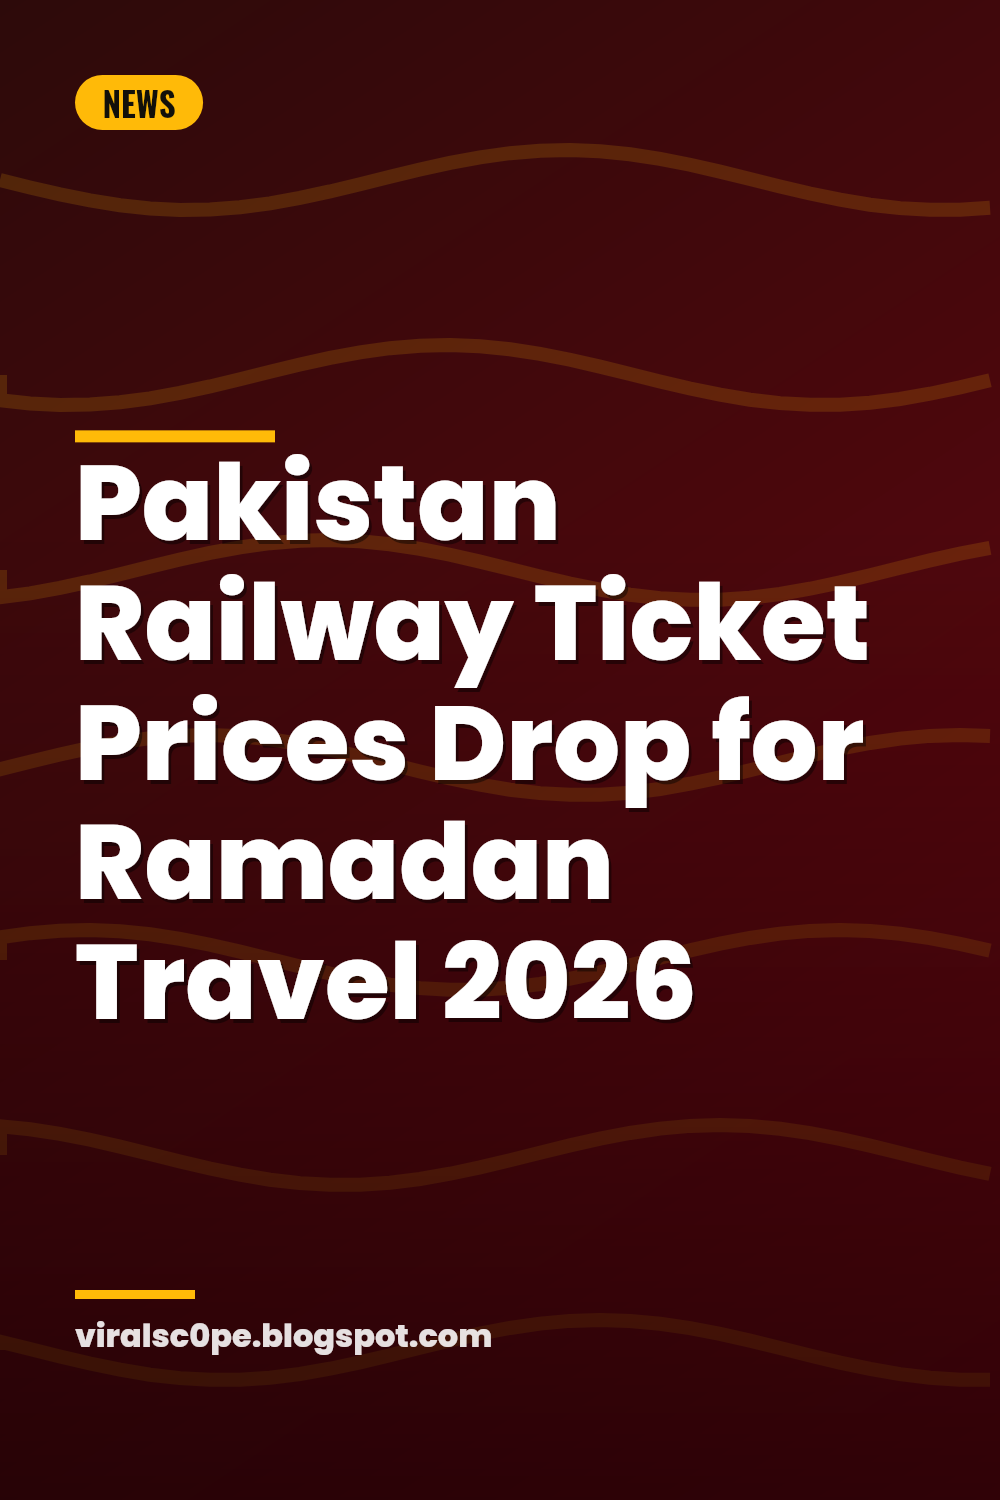 NEWS
Pakistan
Railway Ticket
Prices Drop for
Ramadan
Travel 2026
viralsc0pe.blogspot.com